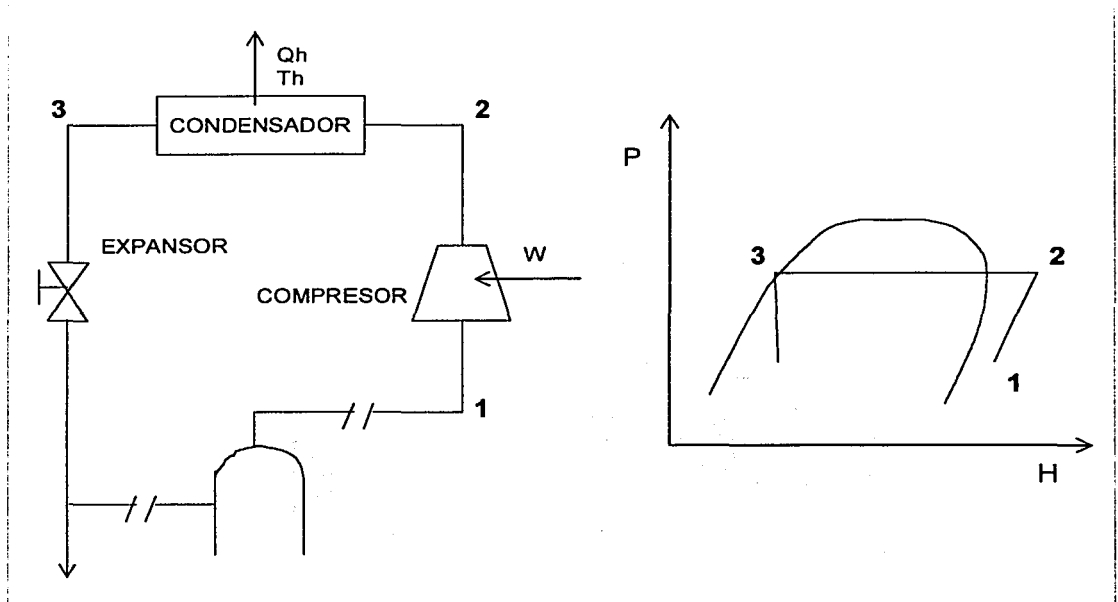 Qh
Th
3
CONDENSADOR
2
EXPANSOR
COMPRESOR
W
1
P
3
2
1
H